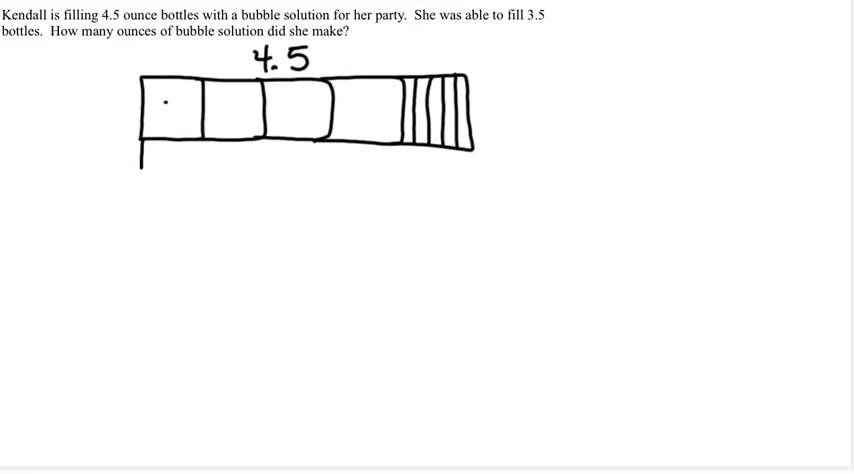 Kendall is filling 4.5 ounce bottles with a bubble solution for her party. She was able to fill 3.5
bottles. How many ounces of bubble solution did she make?
4.5